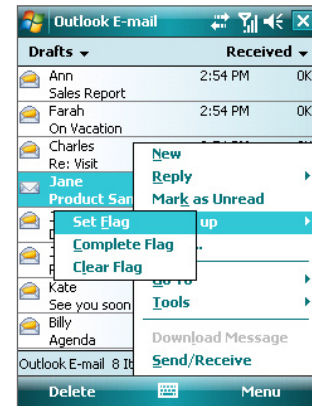 Outlook E-mail
Drafts Received
Ann 2:54 PM 0K
Sales Report
Farah 2:54 PM 0K
On Vacation
Charles
Re: Visit
Jane
Product
New
Reply
Mark as Unread
up
Set Flag
Complete Flag
Clear Flag
Kate
See you soon
Billy
Agenda
Tools
Download Message
Send/Receive
Outlook E-mail 8
Delete Menu